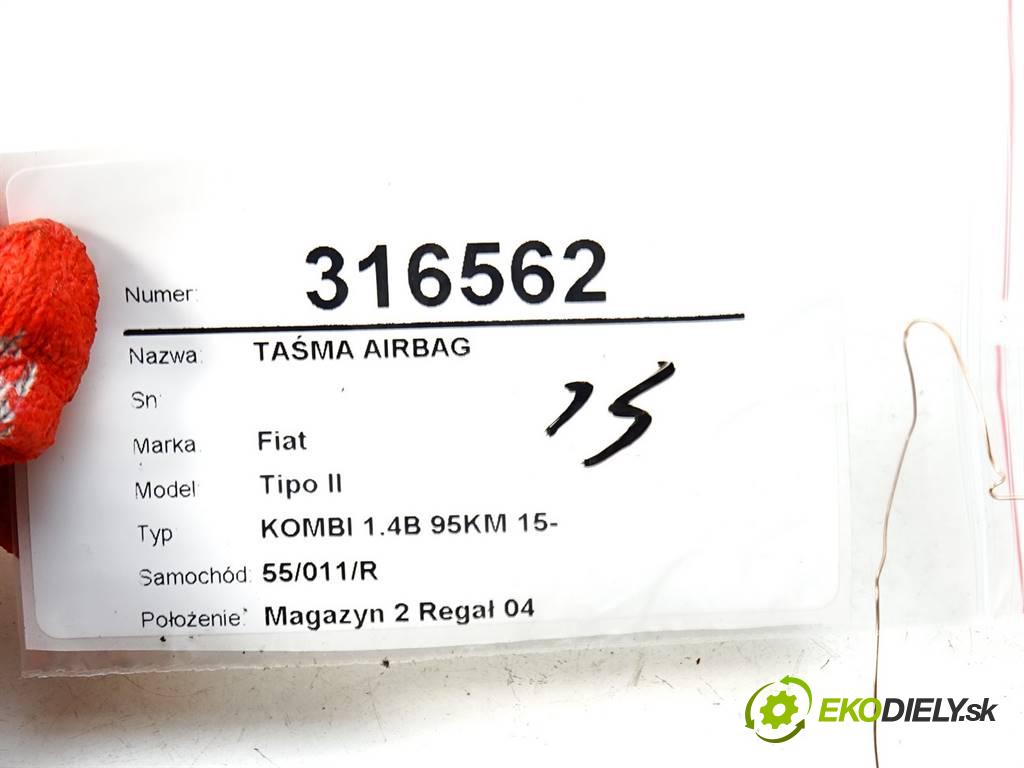 Numer: 316562
Nazwa: TAŚMA AIRBAG
Sn:
Marka: Fiat
Model: Tipo II
Typ KOMBI 1.4B 95KM 15-
Samochód: 55/011/R
Położenie: Magazyn 2 Regał 04
EKODIELY.sk